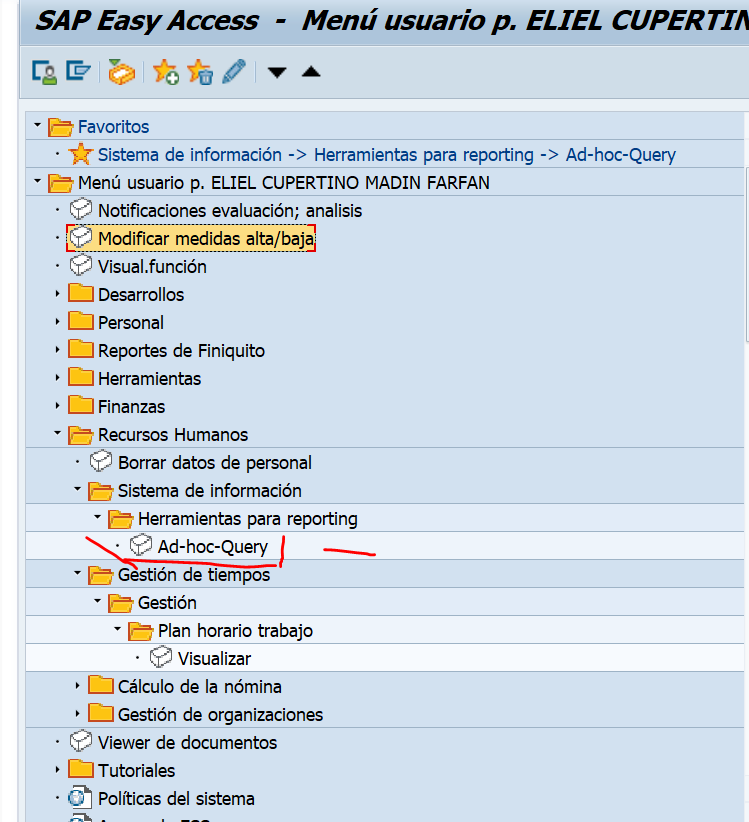 SAP Easy Access - Menú usuario p. ELIEL CUPERTIN
Favoritos
Sistema de información -> Herramientas para reporting -> Ad-hoc-Query
Menú usuario p. ELIEL CUPERTINO MADIN FARFAN
Notificaciones evaluación; analisis
Modificar medidas alta/baja
Visual.función
Desarrollos
Personal
Reportes de Finiquito
Herramientas
Finanzas
Recursos Humanos
Borrar datos de personal
Sistema de información
Herramientas para reporting
Ad-hoc-Query
Gestión de tiempos
Gestión
Plan horario trabajo
Visualizar
Cálculo de la nómina
Gestión de organizaciones
Viewer de documentos
Tutoriales
Políticas del sistema